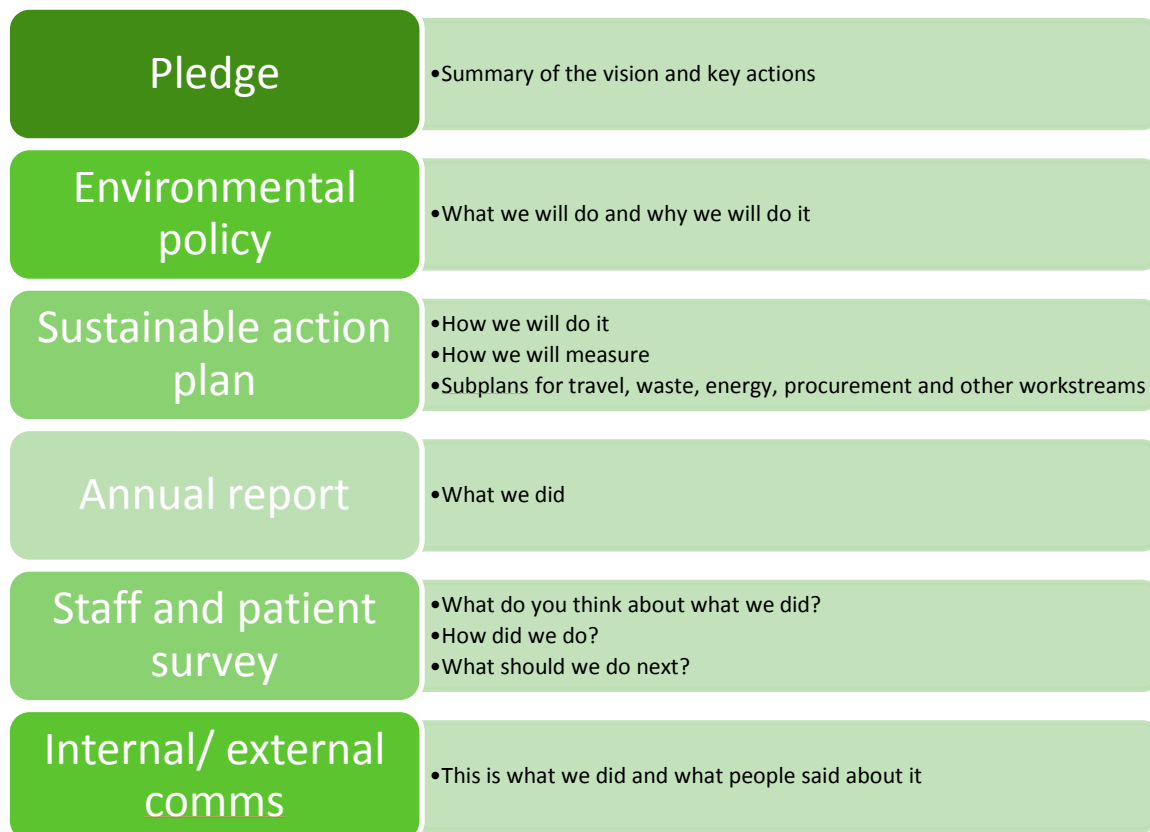 Pledge
•Summary of the vision and key actions
Environmental
policy
•What we will do and why we will do it
Sustainable action
plan
•How we will do it
•How we will measure
•Subplans for travel, waste, energy, procurement and other workstreams
Annual report
•What we did
Staff and patient
survey
•What do you think about what we did?
•How did we do?
•What should we do next?
Internal/ external
comms
•This is what we did and what people said about it